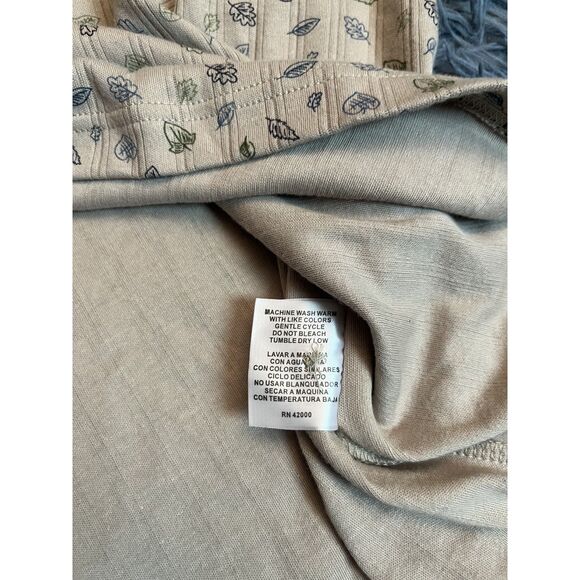 MACHINE WASH WARM
WITH LIKE COLORS
GENTLE CYCLE
DO NOT BLEACH
TUMBLE DRY LOW
LAVAR A
CON
CON COLORES SIMILARES
CICLO DELICADO
NO USAR BLANQUEADOR
SECAR A MAQUINA
CON TEMPERATURA BAJA
RN 42000